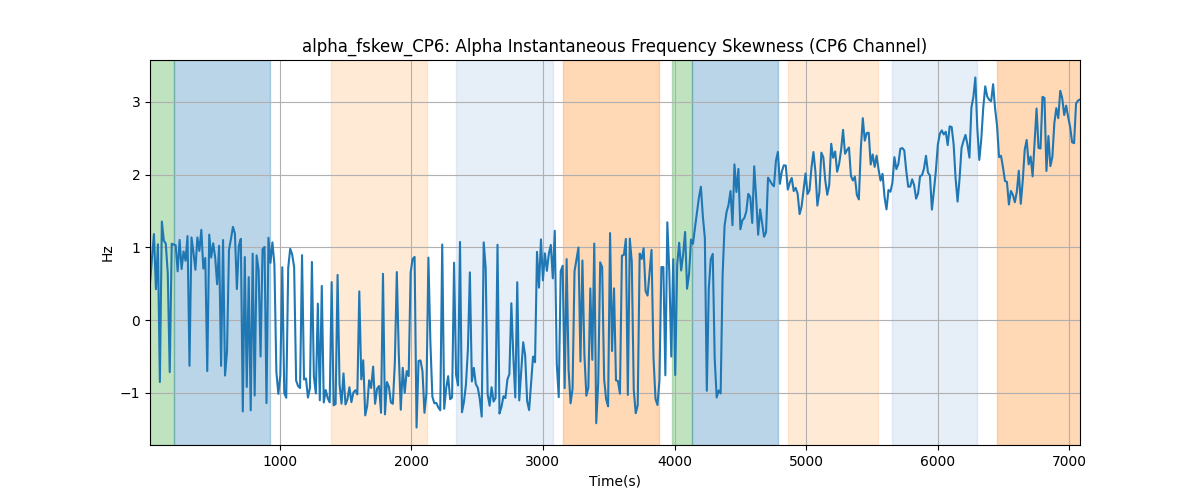 alpha_fskew_CP6: Alpha Instantaneous Frequency Skewness (CP6 Channel)
3
2
1
0
−1
Hz
1000 2000 3000 4000 5000 6000 7000
Time(s)